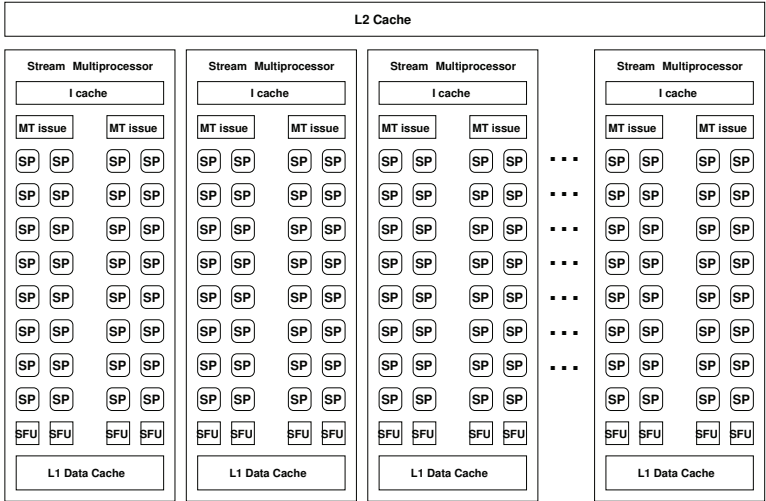 L2 Cache
Stream Multiprocessor Stream Multiprocessor Stream Multiprocessor Stream Multiprocessor
I cache I cache I cache I cache
MT issue MT issue MT issue MT issue MT issue MT issue MT issue MT issue
SP SP SP SP SP SP SP SP SP SP SP SP ... SP SP SP SP
SP SP SP SP SP SP SP SP SP SP SP SP ... SP SP SP SP
SP SP SP SP SP SP SP SP SP SP SP SP ... SP SP SP SP
SP SP SP SP SP SP SP SP SP SP SP SP ... SP SP SP SP
SP SP SP SP SP SP SP SP SP SP SP SP ... SP SP SP SP
SP SP SP SP SP SP SP SP SP SP SP SP ... SP SP SP SP
SP SP SP SP SP SP SP SP SP SP SP SP ... SP SP SP SP
SP SP SP SP SP SP SP SP SP SP SP SP SP SP SP SP
SFU SFU SFU SFU SFU SFU SFU SFU SFU SFU SFU SFU SFU SFU SFU SFU
L1 Data Cache L1 Data Cache L1 Data Cache L1 Data Cache